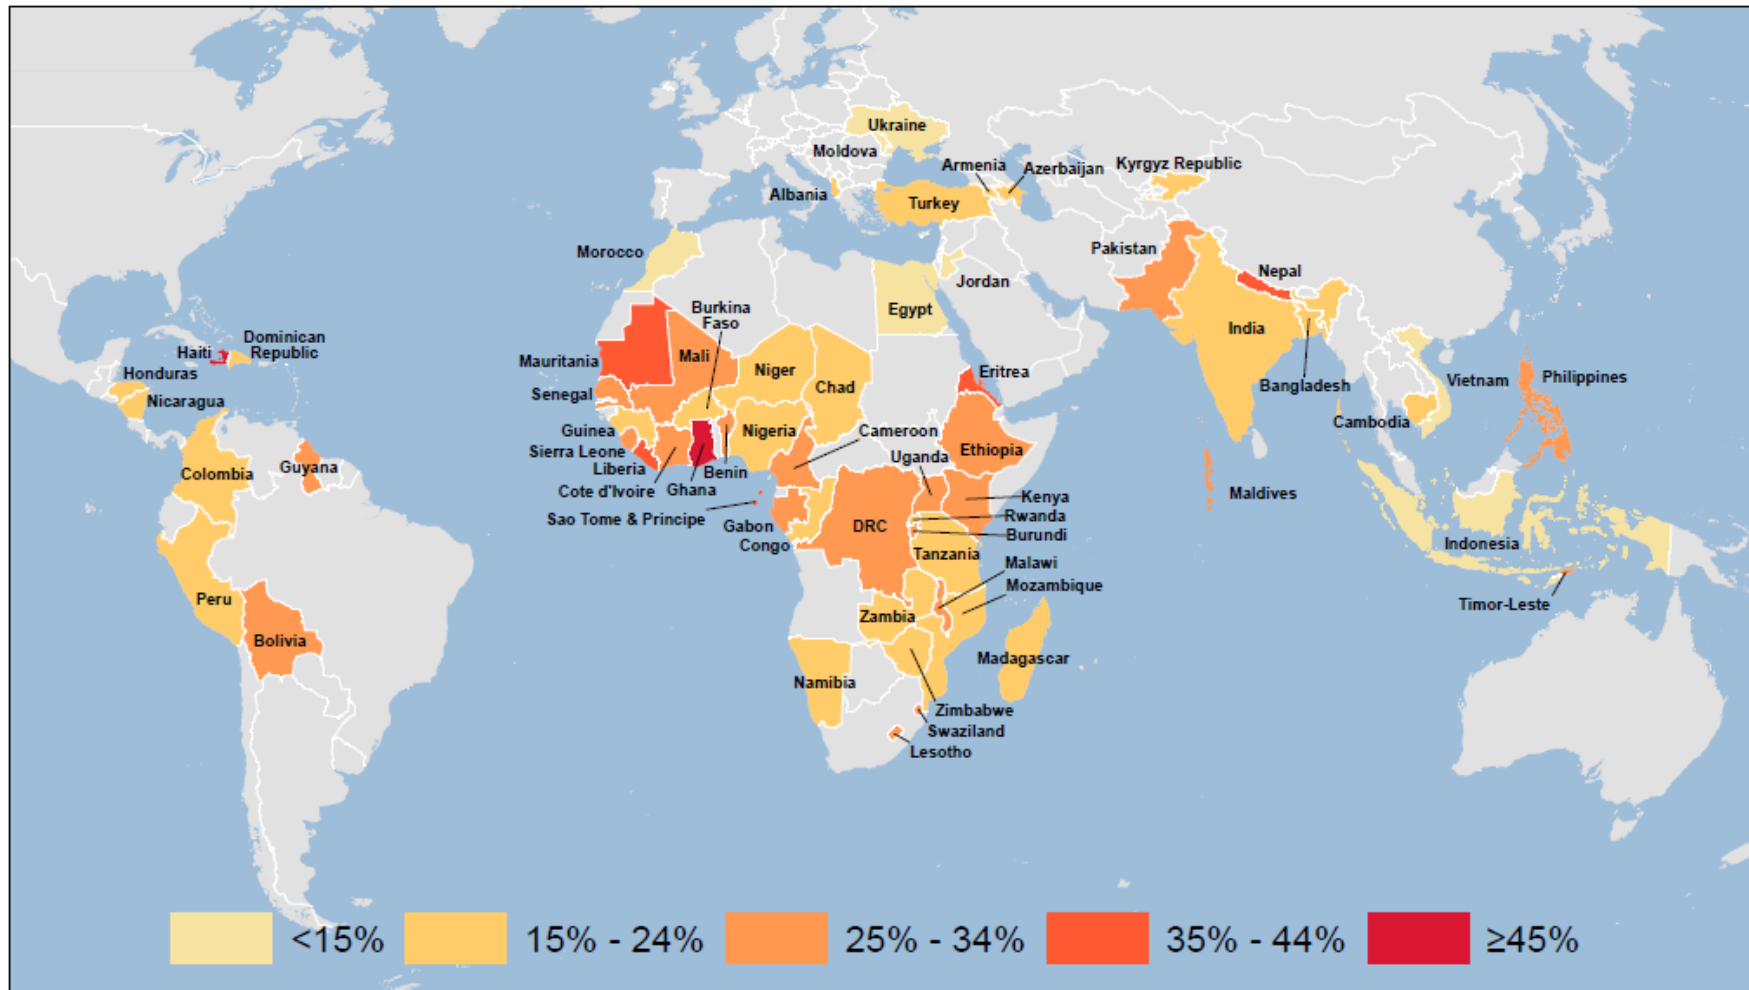 Ukraine
Moldova
Armenia
Azerbaijan
Kyrgyz Republic
Albania
Turkey
Morocco
Pakistan
Jordan
Nepal
Egypt
Burkina
Faso
India
Dominican
Republic
Haiti
Honduras
Nicaragua
Mauritania
Mali
Niger
Chad
Eritrea
Senegal
Bangladesh
Vietnam
Philippines
Cambodia
Guinea
Sierra Leone
Liberia
Nigeria
Cameroon
Uganda
Ethiopia
Colombia
Guyana
Benin
Cote d'Ivoire
Ghana
Sao Tome & Principe
Gabon
Congo
DRC
Kenya
Rwanda
Burundi
Maldives
Tanzania
Malawi
Mozambique
Indonesia
Timor-Leste
Peru
Bolivia
Zambia
Madagascar
Namibia
Zimbabwe
Swaziland
Lesotho
<15%
15% - 24%
25% - 34%
35% - 44%
≥45%